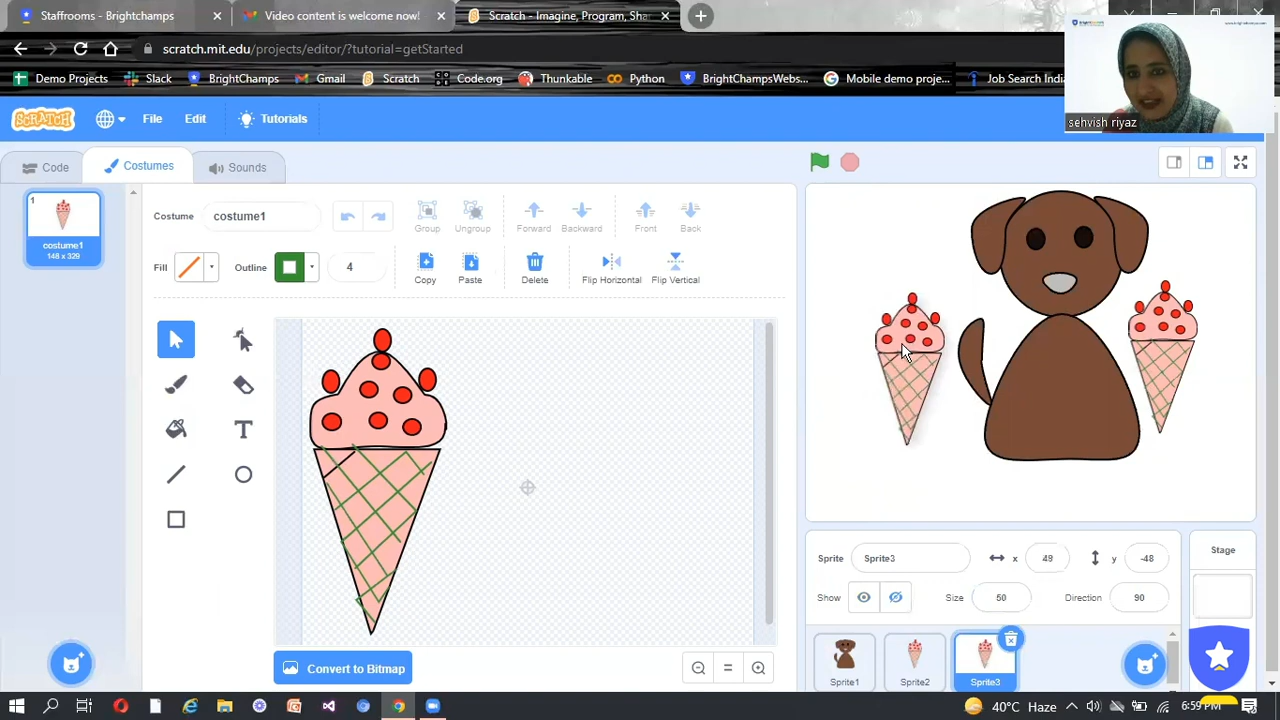 Staffrooms - Brightchamps
Video con now!
Scratch - Imagine, Program, Sha
scratch.mit.edu/projects/editor/?tutorial=getStarted
Demo Projects
Slack
BrightChamps
Gmail
Scratch
Code.org
Thunkable
Python
BrightChampsWebs...
Mobile demo proje...
Job Search India
sehvish riyaz
SCRATCH
File
Edit
Tutorials
Code
Costumes
Sounds
1
costume1
148 x 329
Costume
costume1
Group
Ungroup
Forward
Backward
Front
Back
Fill
Outline
4
Copy
Paste
Delete
Flip Horizontal
Flip Vertical
T
Convert to Bitmap
Sprite
Sprite3
x
49
y
-48
Show
Size
50
Direction
90
Stage
Sprite1
Sprite2
Sprite3
40°C Haze
6:59 PM